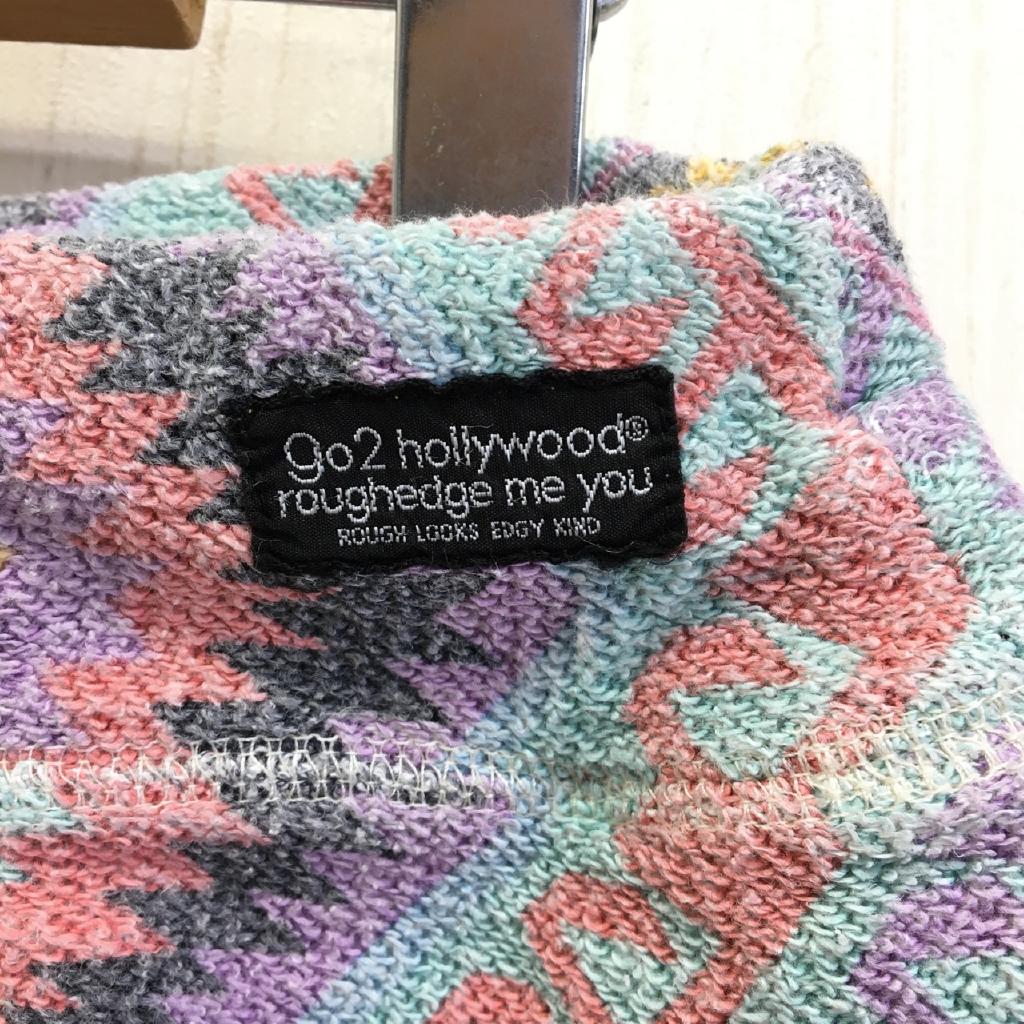 go2 hollywood®
roughedge me you
ROUGH LOOKS EDGY KIND